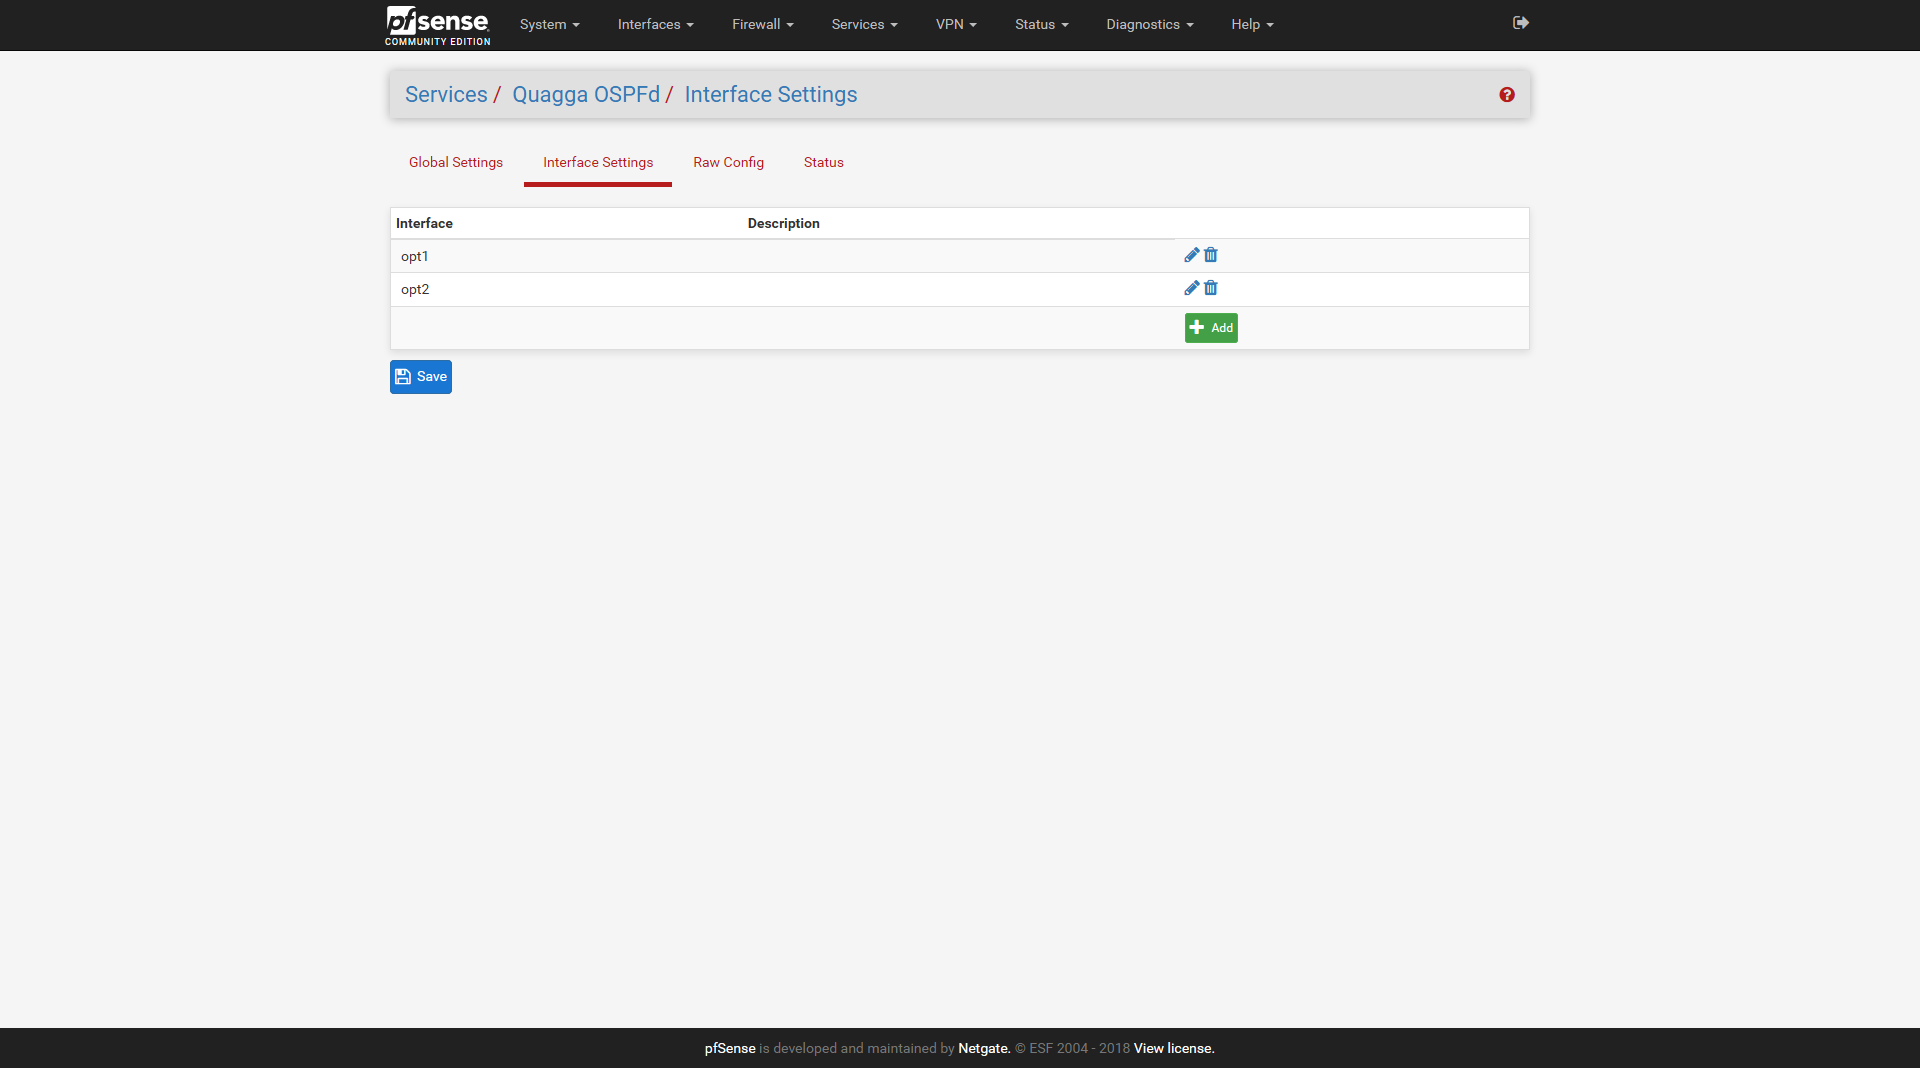 pfsense
COMMUNITY EDITION
System Interfaces Firewall Services VPN Status Diagnostics Help
Services / Quagga OSPFd / Interface Settings
Global Settings Interface Settings Raw Config Status
Interface Description
opt1
opt2
Add
Save
pfSense is developed and maintained by Netgate. © ESF 2004 - 2018 View license.